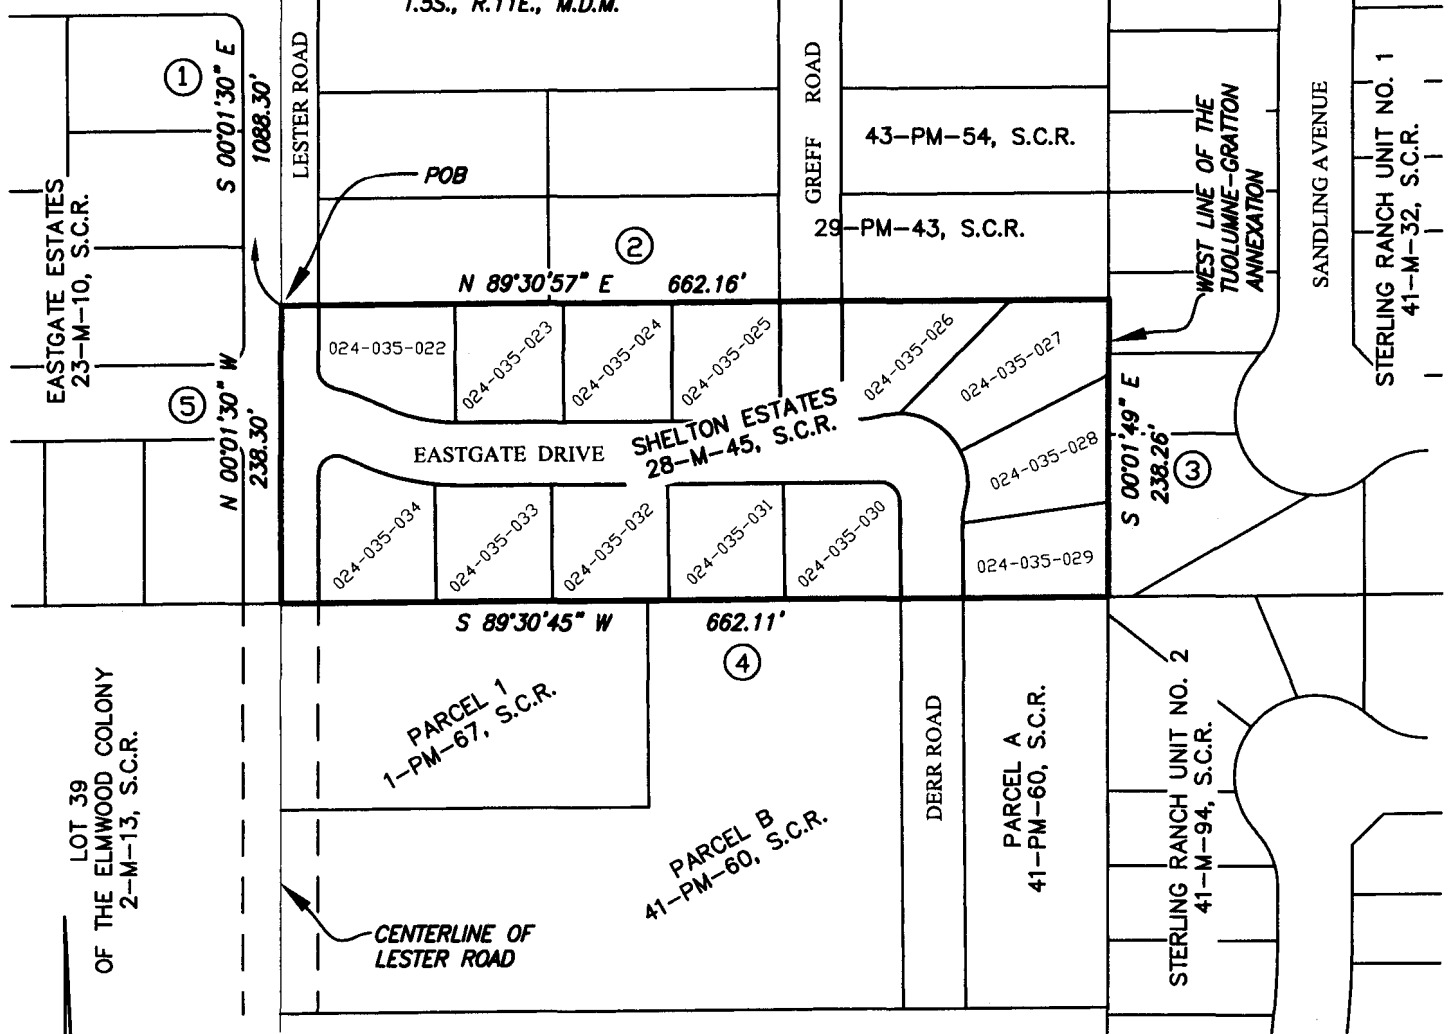 T.5S., R.11E., M.D.M.
1
S 00°01'30" E
1088.30'
LESTER ROAD
GREFF ROAD
43-PM-54, S.C.R.
WEST LINE OF THE
TUOLUMNE-GRATTON
ANNEXATION
SANDLING AVENUE
STERLING RANCH UNIT NO. 1
41-M-32, S.C.R.
POB
EASTGATE ESTATES
23-M-10, S.C.R.
29-PM-43, S.C.R.
2
N 89°30'57" E 662.16'
024-035-022
024-035-023
024-035-024
024-035-025
024-035-026
024-035-027
5
N 00°01'30" W
238.30'
EASTGATE DRIVE
SHELTON ESTATES
28-M-45, S.C.R.
024-035-028
S 00°01'49" E
238.26'
3
024-035-034
024-035-033
024-035-032
024-035-031
024-035-030
024-035-029
S 89°30'45" W 662.11'
4
LOT 39
OF THE ELMWOOD COLONY
2-M-13, S.C.R.
PARCEL 1
1-PM-67, S.C.R.
PARCEL B
41-PM-60, S.C.R.
DERR ROAD
PARCEL A
41-PM-60, S.C.R.
STERLING RANCH UNIT NO. 2
41-M-94, S.C.R.
CENTERLINE OF
LESTER ROAD